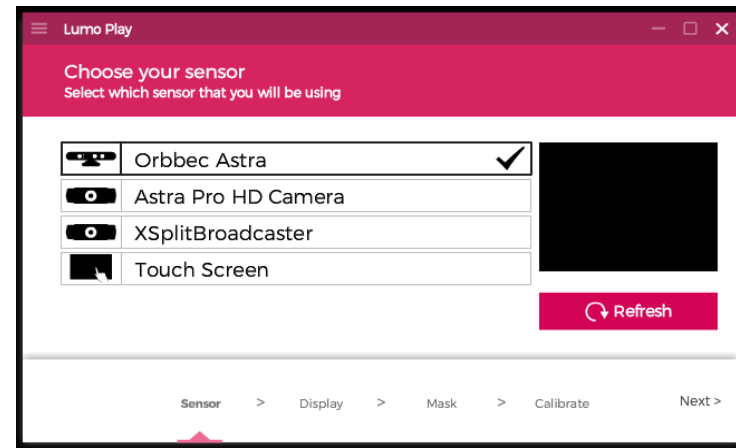 Lumo Play
Choose your sensor
Select which sensor that you will be using
Orbbec Astra
Astra Pro HD Camera
XSplitBroadcaster
Touch Screen
Refresh
Sensor > Display > Mask > Calibrate Next >